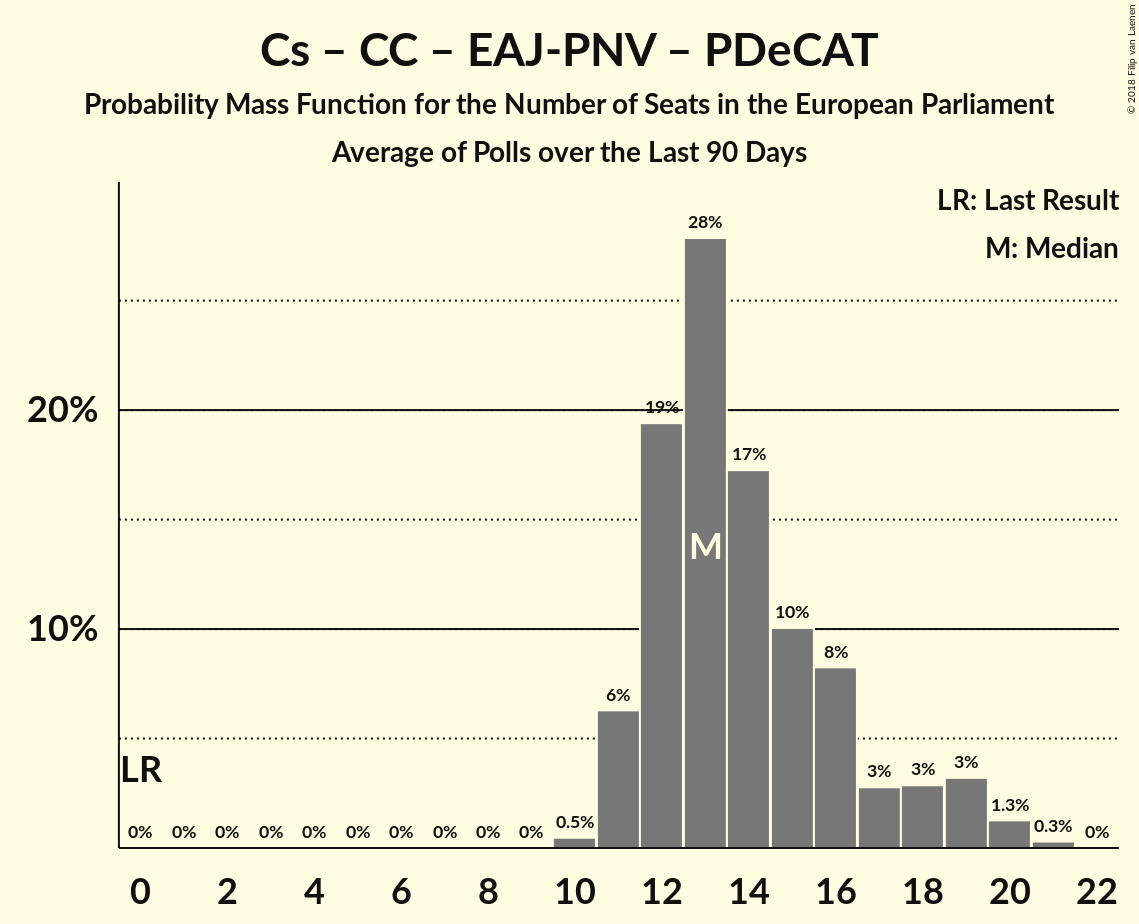 Cs – CC – EAJ-PNV – PDeCAT
Probability Mass Function for the Number of Seats in the European Parliament
Average of Polls over the Last 90 Days
© 2018 Filip van Laenen
LR: Last Result
M: Median
28%
20%
19%
17%
M
10%
10%
8%
6%
LR
3%
3%
3%
1.3%
0.5%
0.3%
0% 0% 0% 0% 0% 0% 0% 0% 0% 0% 0%
0 2 4 6 8 10 12 14 16 18 20 22